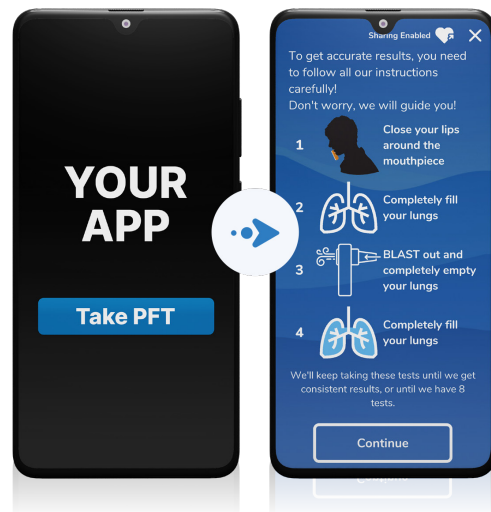 YOUR
APP
Take PFT
Sharing Enabled
To get accurate results, you need
to follow all our instructions
carefully!
Don't worry, we will guide you!
1
Close your lips
around the
mouthpiece
2
Completely fill
your lungs
3
BLAST out and
completely empty
your lungs
4
Completely fill
your lungs
We'll keep taking these tests until we get
consistent results, or until we have 8
tests.
Continue